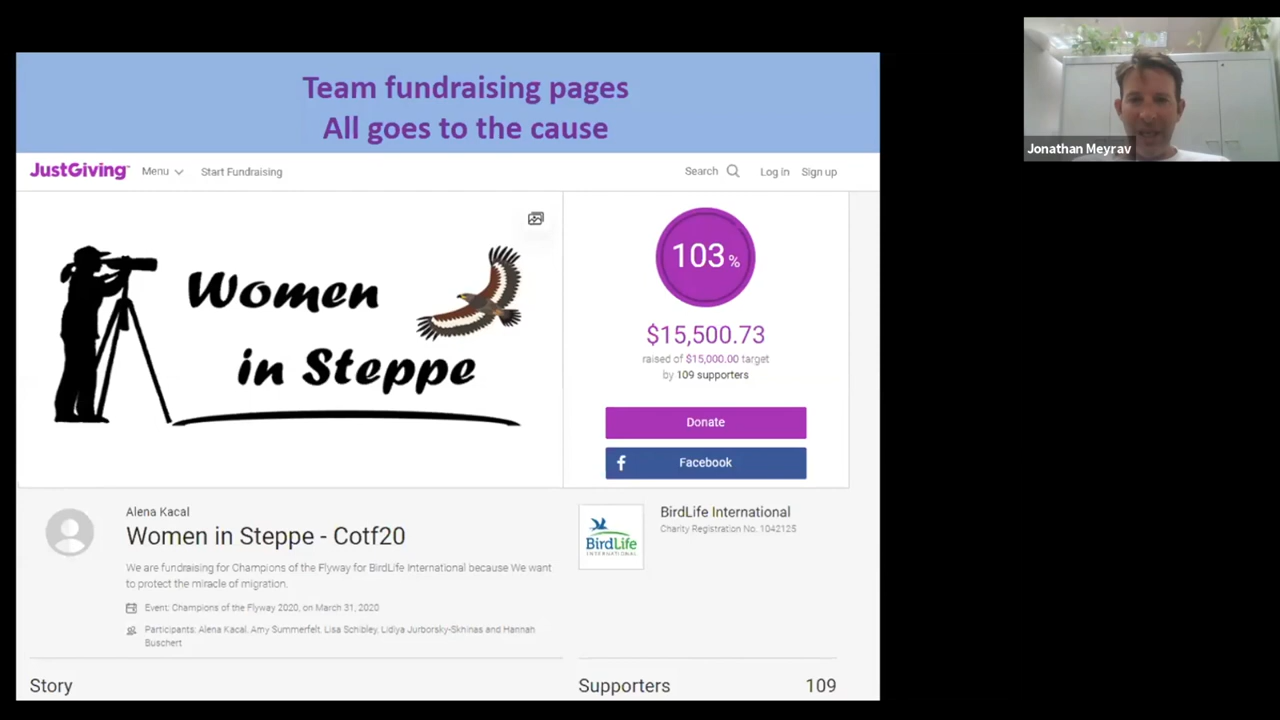 Team fundraising pages
All goes to the cause
Jonathan Meyrav
JustGiving™ Menu Start Fundraising Search Log in Sign up
Women
in Steppe
103%
$15,500.73
raised of $15,000.00 target
by 109 supporters
Donate
f Facebook
Alena Kacal
Women in Steppe - Cotf20
We are fundraising for Champions of the Flyway for BirdLife International because We want
to protect the miracle of migration.
Event: Champions of the Flyway 2020, on March 31, 2020
Participants: Alena Kacal, Amy Summerfelt, Lisa Schibley, Lidiya Jurborsky-Skhinas and Hannah
Buschert
BirdLife
INTERNATIONAL
BirdLife International
Charity Registration No. 1042125
Story
Supporters 109